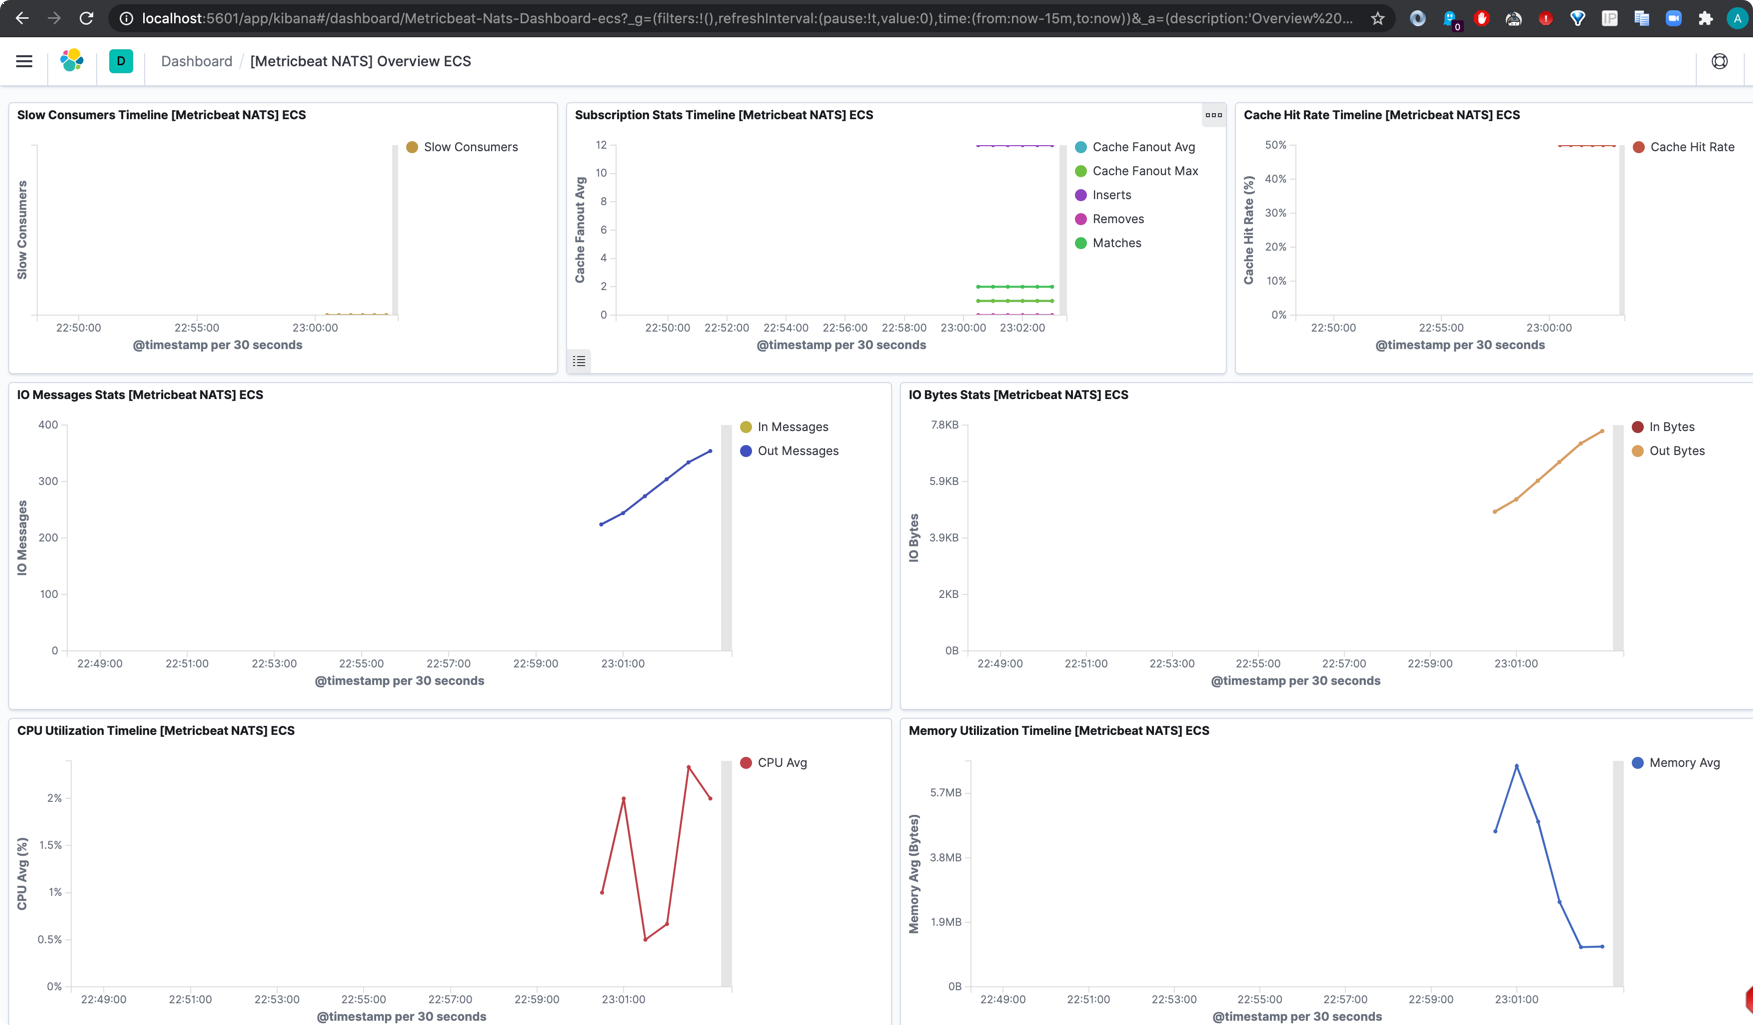 localhost:5601/app/kibana#/dashboard/Metricbeat-Nats-Dashboard-ecs?_g=(filters:!(),refreshInterval:(pause:!t,value:0),time:(from:now-15m,to:now))&_a=(description:'Overview%20...
0
IP
A
D
Dashboard / [Metricbeat NATS] Overview ECS
Slow Consumers Timeline [Metricbeat NATS] ECS
Slow Consumers
Slow Consumers
22:50:00 22:55:00 23:00:00
@timestamp per 30 seconds
Subscription Stats Timeline [Metricbeat NATS] ECS
Cache Fanout Avg
12
10
8
6
4
2
0
22:50:00 22:52:00 22:54:00 22:56:00 22:58:00 23:00:00 23:02:00
@timestamp per 30 seconds
Cache Fanout Avg
Cache Fanout Max
Inserts
Removes
Matches
Cache Hit Rate Timeline [Metricbeat NATS] ECS
Cache Hit Rate (%)
50%
40%
30%
20%
10%
0%
22:50:00 22:55:00 23:00:00
@timestamp per 30 seconds
Cache Hit Rate
IO Messages Stats [Metricbeat NATS] ECS
IO Messages
400
300
200
100
0
22:49:00 22:51:00 22:53:00 22:55:00 22:57:00 22:59:00 23:01:00
@timestamp per 30 seconds
In Messages
Out Messages
IO Bytes Stats [Metricbeat NATS] ECS
IO Bytes
7.8KB
5.9KB
3.9KB
2KB
0B
22:49:00 22:51:00 22:53:00 22:55:00 22:57:00 22:59:00 23:01:00
@timestamp per 30 seconds
In Bytes
Out Bytes
CPU Utilization Timeline [Metricbeat NATS] ECS
CPU Avg (%)
2%
1.5%
1%
0.5%
0%
22:49:00 22:51:00 22:53:00 22:55:00 22:57:00 22:59:00 23:01:00
@timestamp per 30 seconds
CPU Avg
Memory Utilization Timeline [Metricbeat NATS] ECS
Memory Avg (Bytes)
5.7MB
3.8MB
1.9MB
0B
22:49:00 22:51:00 22:53:00 22:55:00 22:57:00 22:59:00 23:01:00
@timestamp per 30 seconds
Memory Avg